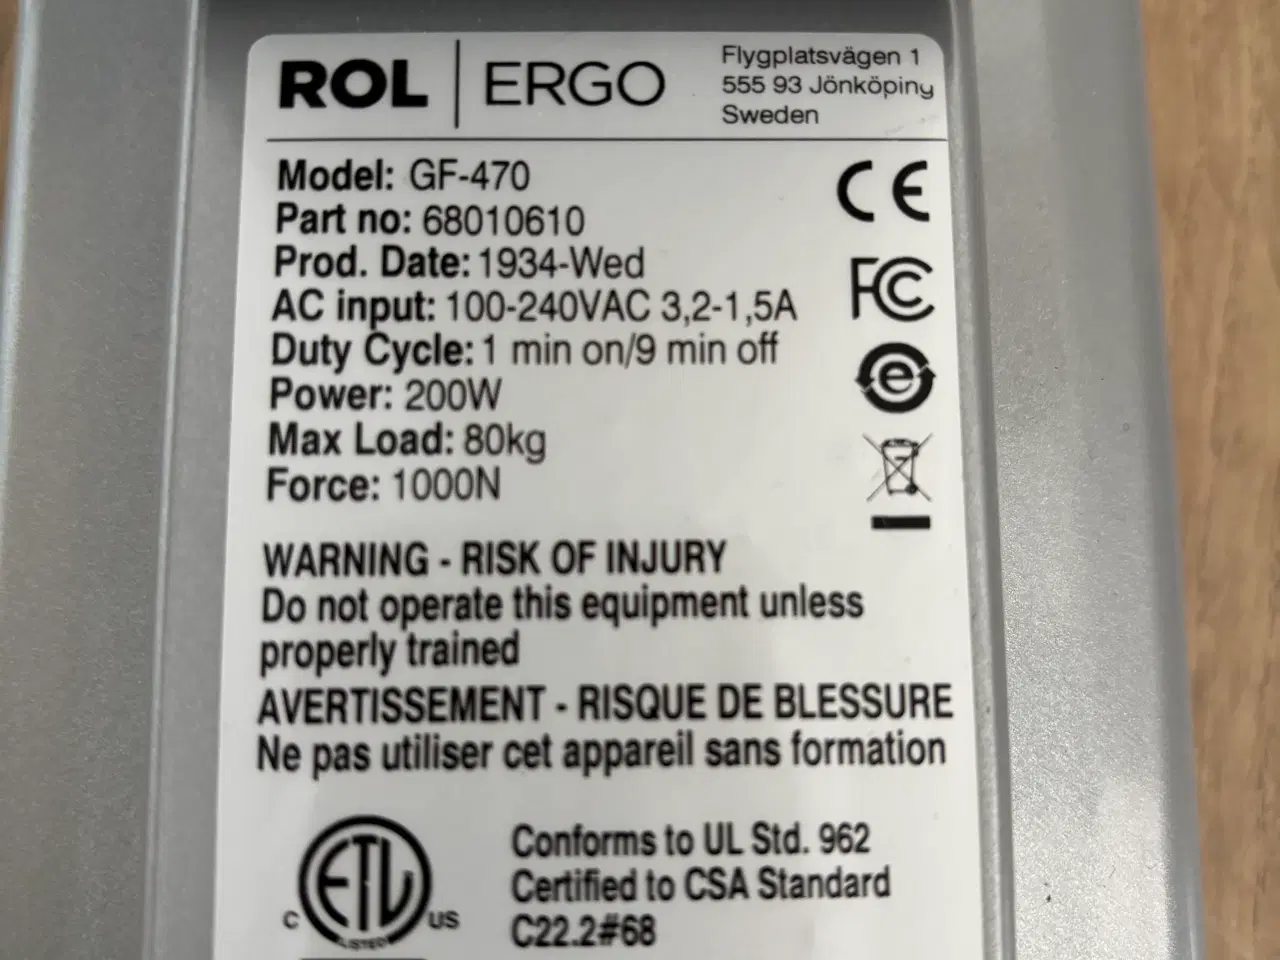 ROL | ERGO
Flygplatsvägen 1
555 93 Jönköping
Sweden
Model: GF-470
Part no: 68010610
Prod. Date: 1934-Wed
AC input: 100-240VAC 3,2-1,5A
Duty Cycle: 1 min on/9 min off
Power: 200W
Max Load: 80kg
Force: 1000N
CE
FC
e
WARNING - RISK OF INJURY
Do not operate this equipment unless
properly trained
AVERTISSEMENT - RISQUE DE BLESSURE
Ne pas utiliser cet appareil sans formation
C ETL US
LISTED
Conforms to UL Std. 962
Certified to CSA Standard
C22.2#68